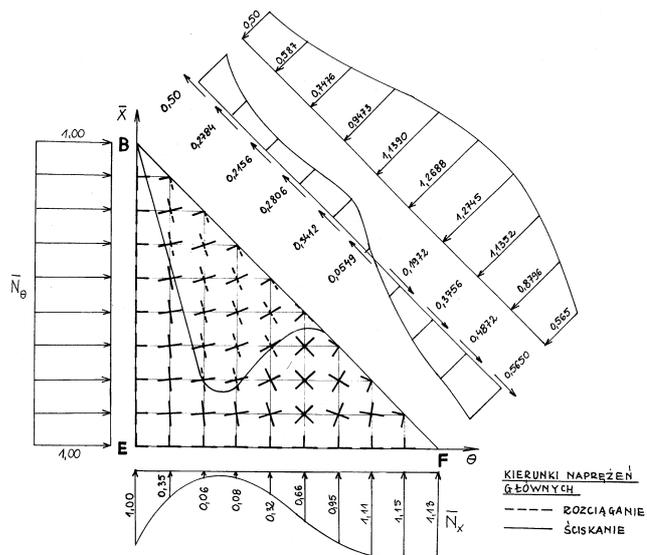 0,50
0,587
0,7476
0,9473
1,1390
1,2688
1,2745
1,1352
0,8796
0,565
0,50
0,2784
0,2156
0,2806
0,3412
0,0549
0,1972
0,3756
0,4872
0,5650
X̄
B
1,00
N̄θ
1,00
E
F
θ
1,00
0,35
0,06
0,08
0,32
0,66
0,95
1,11
1,15
1,13
N̄x
KIERUNKI NAPRĘŻEŃ
GŁÓWNYCH
ROZCIĄGANIE
ŚCISKANIE